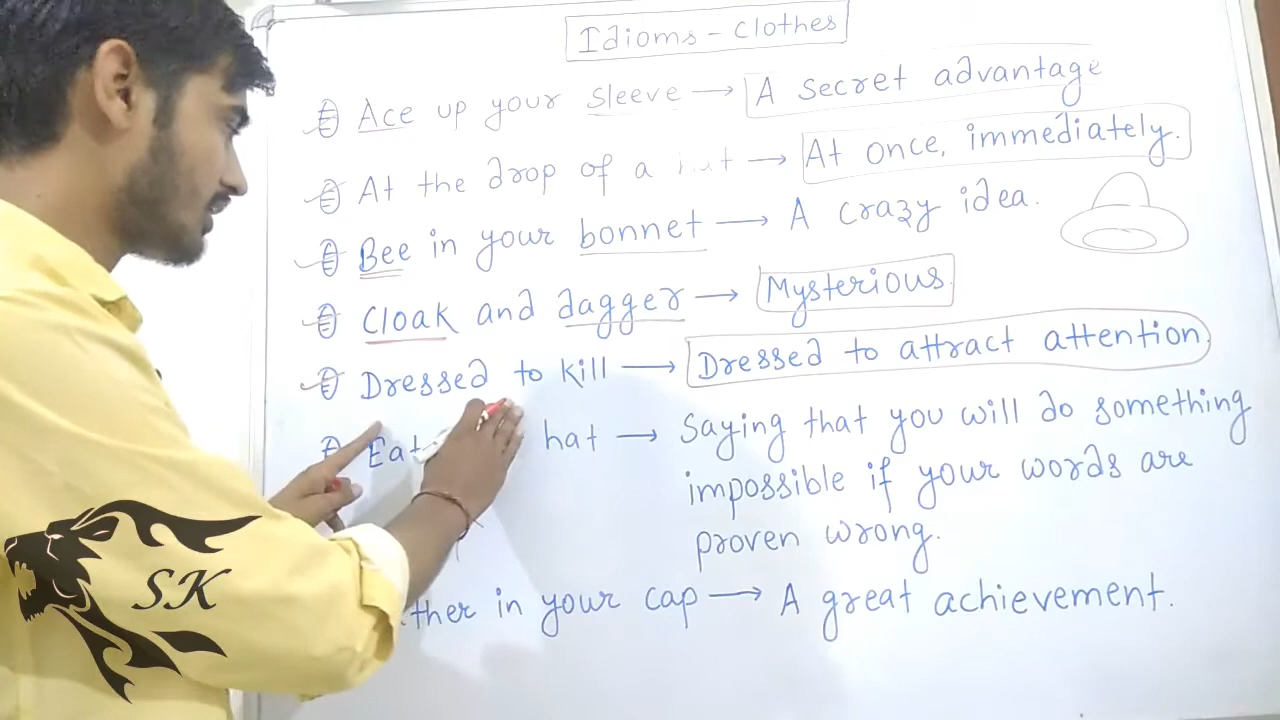 Idioms - Clothes
Ace up your sleeve → A secret advantage
At the drop of a hat → At once, immediately.
Bee in your bonnet → A crazy idea.
Cloak and dagger → Mysterious.
Dressed to kill → Dressed to attract attention.
Eat hat → Saying that you will do something
impossible if your words are
proven wrong.
ther in your cap → A great achievement.
SK